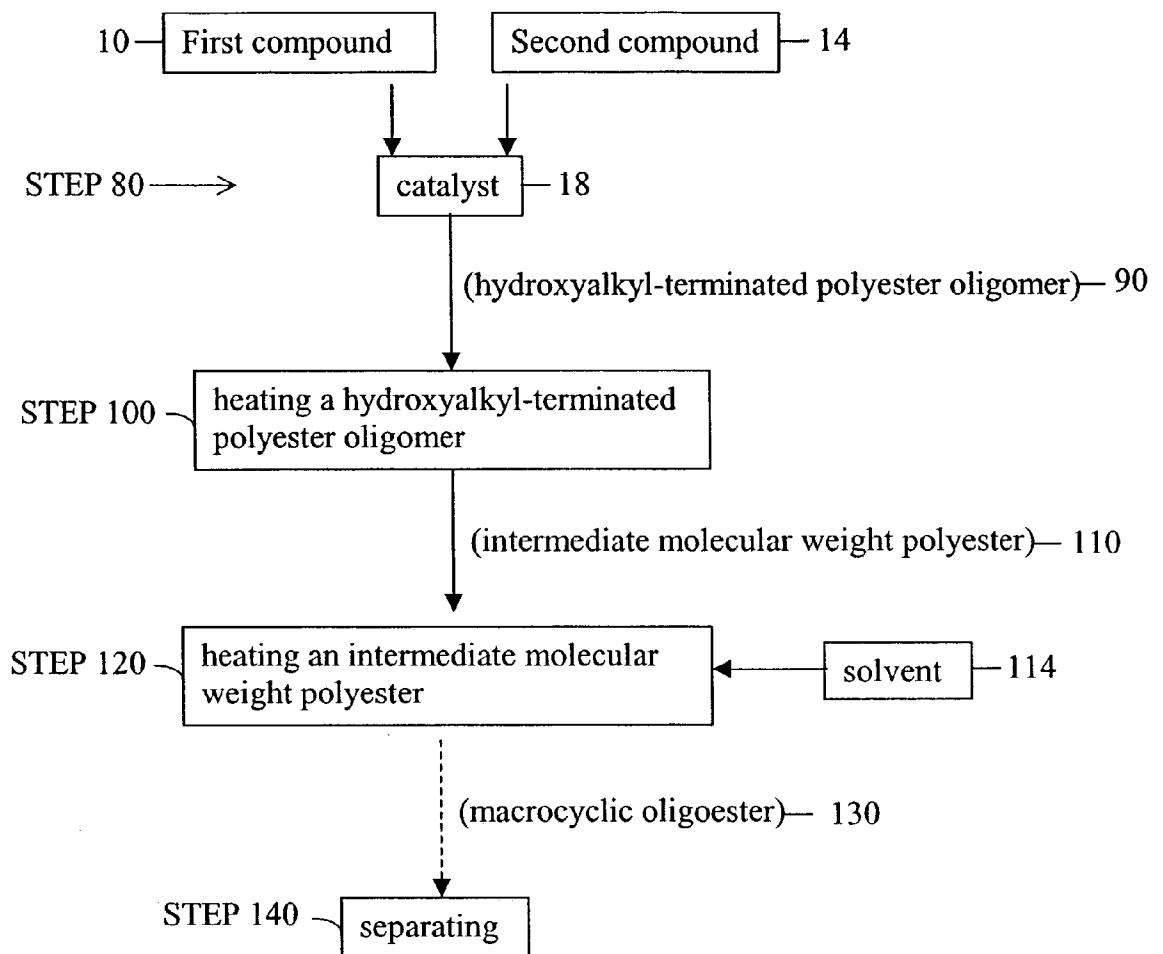 10 First compound Second compound 14
STEP 80 catalyst 18
(hydroxyalkyl-terminated polyester oligomer) 90
STEP 100 heating a hydroxyalkyl-terminated
polyester oligomer
(intermediate molecular weight polyester) 110
STEP 120 heating an intermediate molecular
weight polyester
solvent 114
(macrocyclic oligoester) 130
STEP 140 separating